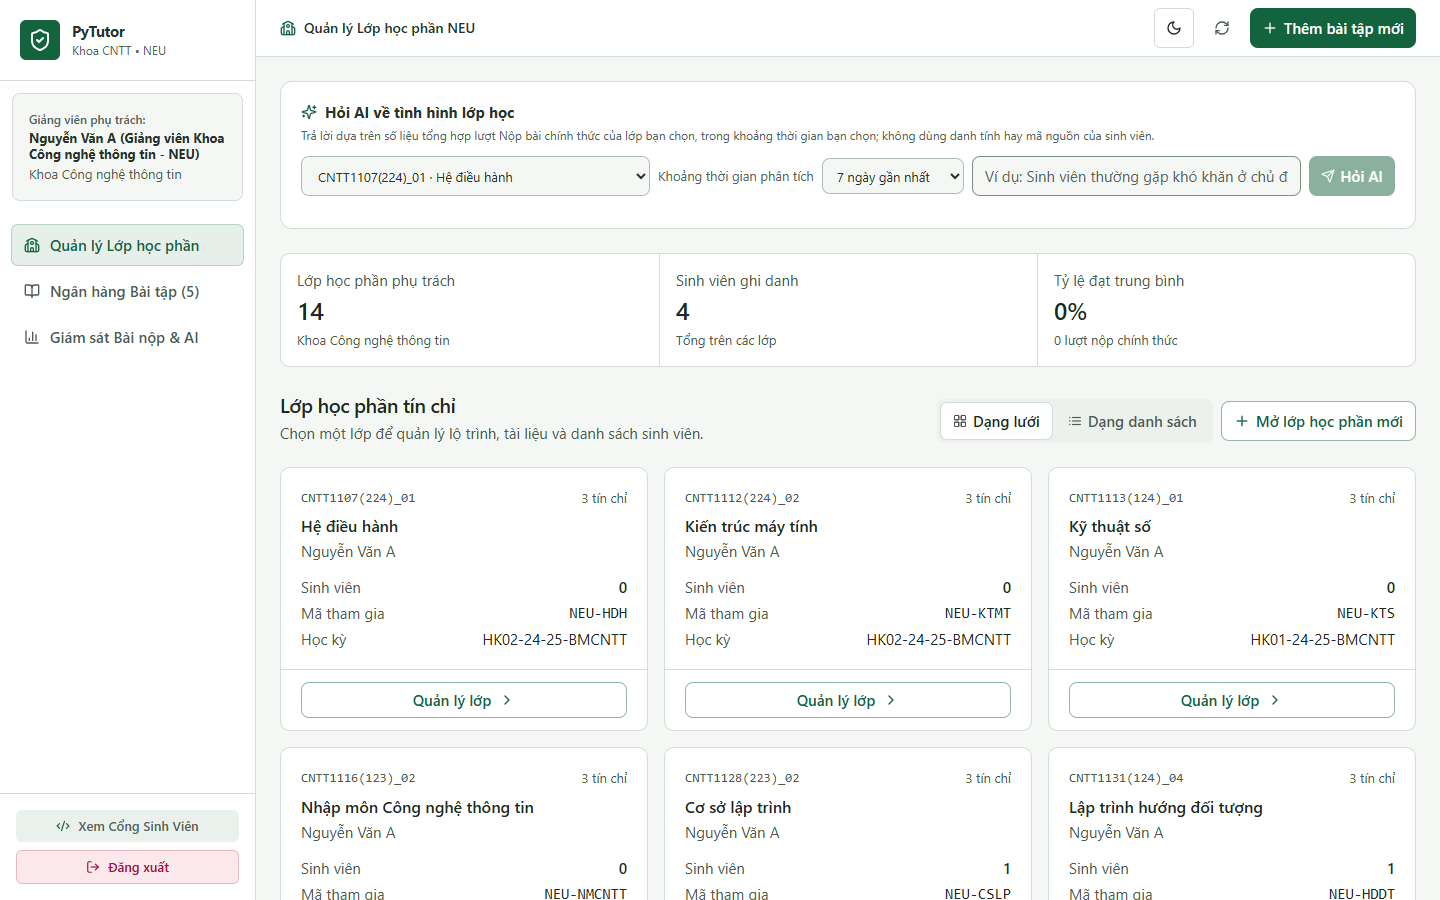 PyTutor
Khoa CNTT • NEU
Giảng viên phụ trách:
Nguyễn Văn A (Giảng viên Khoa
Công nghệ thông tin - NEU)
Khoa Công nghệ thông tin
Quản lý Lớp học phần
Ngân hàng Bài tập (5)
Giám sát Bài nộp & AI
Xem Cổng Sinh Viên
Đăng xuất
Quản lý Lớp học phần NEU
Thêm bài tập mới
Hỏi AI về tình hình lớp học
Trả lời dựa trên số liệu tổng hợp lượt Nộp bài chính thức của lớp bạn chọn, trong khoảng thời gian bạn chọn; không dùng danh tính hay mã nguồn của sinh viên.
CNTT1107(224)_01 · Hệ điều hành
Khoảng thời gian phân tích
7 ngày gần nhất
Ví dụ: Sinh viên thường gặp khó khăn ở chủ đ
Hỏi AI
Lớp học phần phụ trách
14
Khoa Công nghệ thông tin
Sinh viên ghi danh
4
Tổng trên các lớp
Tỷ lệ đạt trung bình
0%
0 lượt nộp chính thức
Lớp học phần tín chỉ
Chọn một lớp để quản lý lộ trình, tài liệu và danh sách sinh viên.
Dạng lưới
Dạng danh sách
Mở lớp học phần mới
CNTT1107(224)_01 3 tín chỉ
Hệ điều hành
Nguyễn Văn A
Sinh viên 0
Mã tham gia NEU-HDH
Học kỳ HK02-24-25-BMCNTT
Quản lý lớp
CNTT1112(224)_02 3 tín chỉ
Kiến trúc máy tính
Nguyễn Văn A
Sinh viên 0
Mã tham gia NEU-KTMT
Học kỳ HK02-24-25-BMCNTT
Quản lý lớp
CNTT1113(124)_01 3 tín chỉ
Kỹ thuật số
Nguyễn Văn A
Sinh viên 0
Mã tham gia NEU-KTS
Học kỳ HK01-24-25-BMCNTT
Quản lý lớp
CNTT1116(123)_02 3 tín chỉ
Nhập môn Công nghệ thông tin
Nguyễn Văn A
Sinh viên 0
Mã tham gia NEU-NMCNTT
CNTT1128(223)_02 3 tín chỉ
Cơ sở lập trình
Nguyễn Văn A
Sinh viên 1
Mã tham gia NEU-CSLP
CNTT1131(124)_04 3 tín chỉ
Lập trình hướng đối tượng
Nguyễn Văn A
Sinh viên 1
Mã tham gia NEU-HDDT